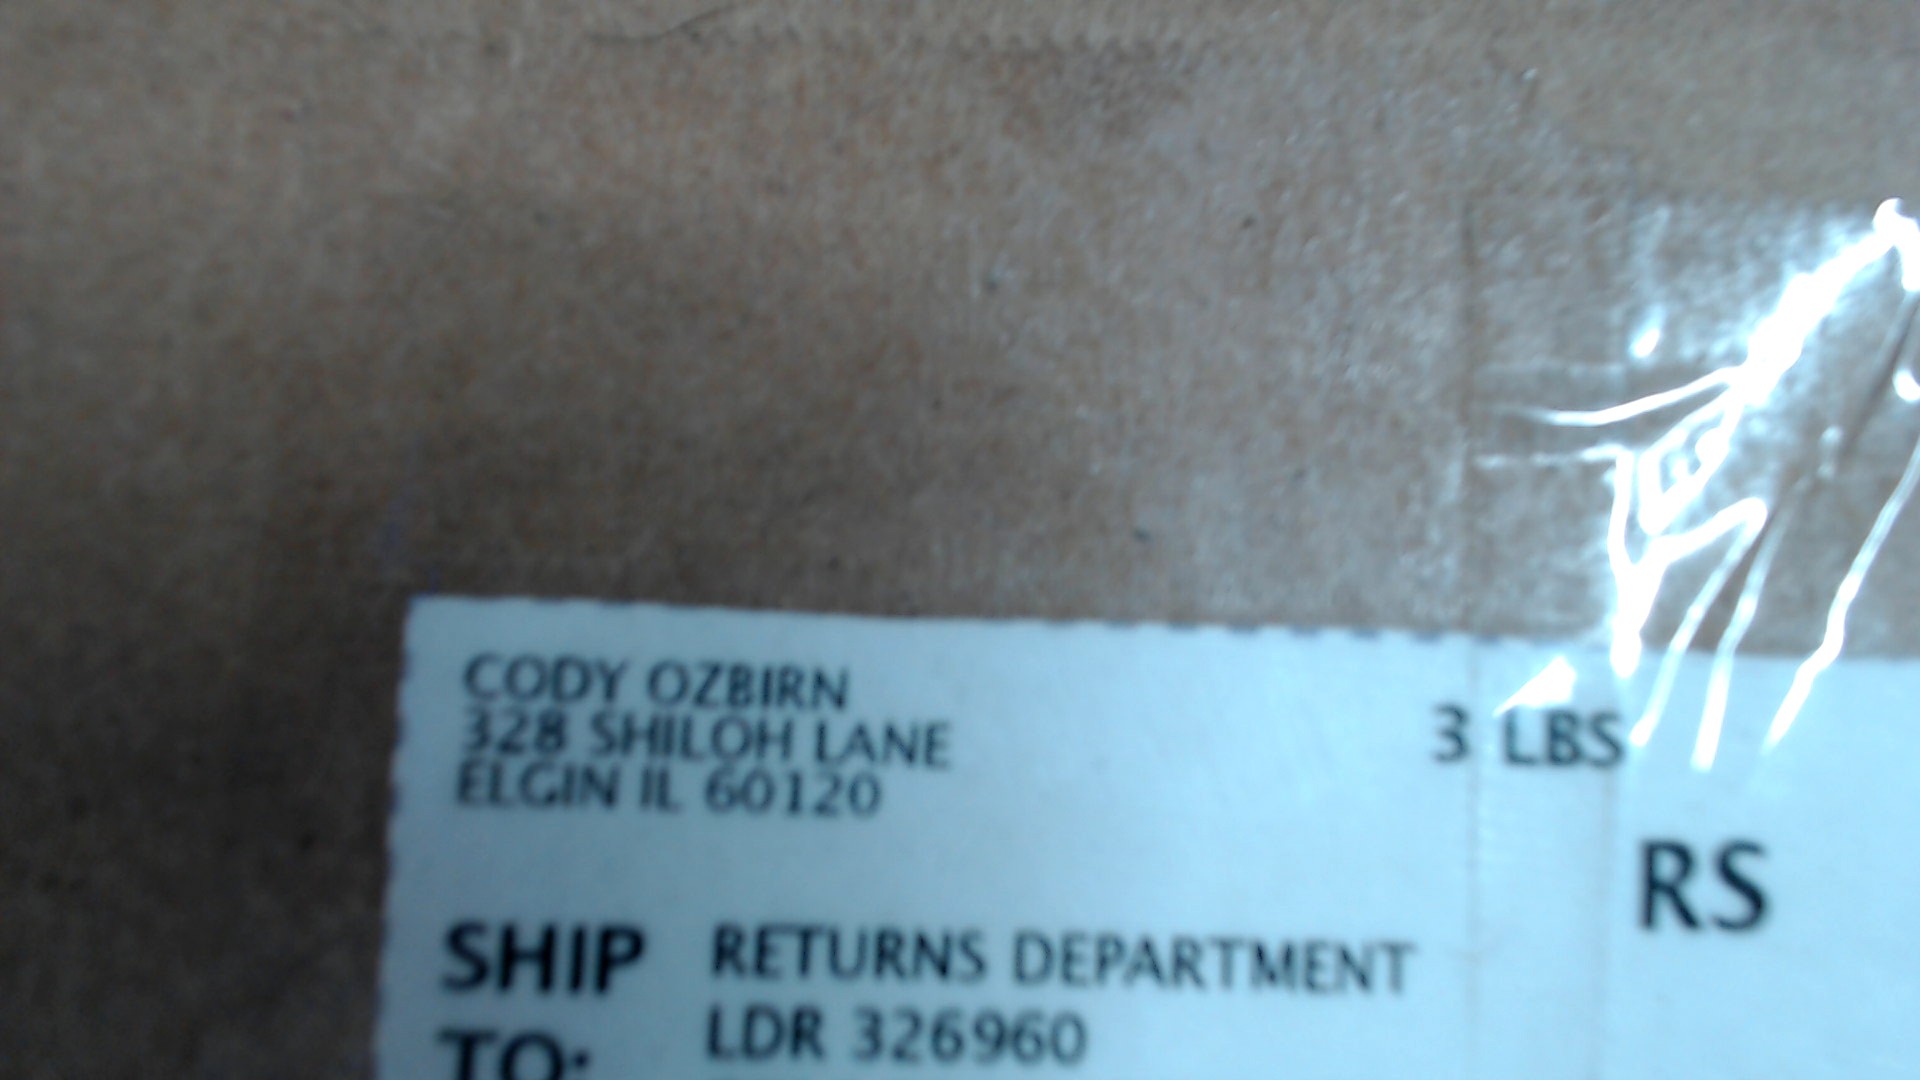 CODY OZBIRN
328 SHILOH LANE
ELGIN IL 60120
3 LBS
RS
SHIP TO:
RETURNS DEPARTMENT
LDR 326960